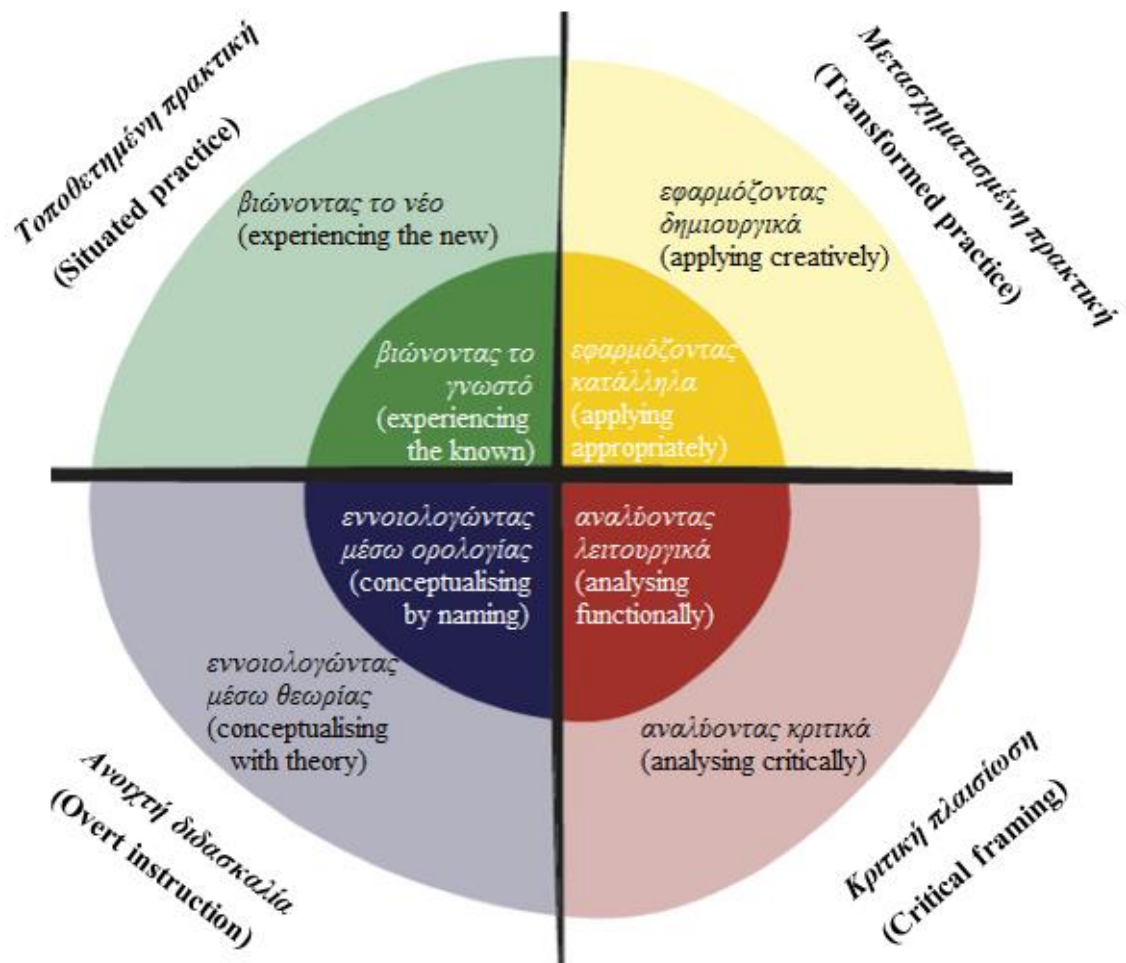 Τοποθετημένη πρακτική
(Situated practice)
Μετασχηματισμένη πρακτική
(Transformed practice)
βιώνοντας το νέο
(experiencing the new)
εφαρμόζοντας
δημιουργικά
(applying creatively)
βιώνοντας το
γνωστό
(experiencing
the known)
εφαρμόζοντας
κατάλληλα
(applying
appropriately)
εννοιολογώντας
μέσω ορολογίας
(conceptualising
by naming)
αναλύοντας
λειτουργικά
(analysing
functionally)
εννοιολογώντας
μέσω θεωρίας
(conceptualising
with theory)
αναλύοντας κριτικά
(analysing critically)
Ανοιχτή διδασκαλία
(Overt instruction)
Κριτική πλαισίωση
(Critical framing)